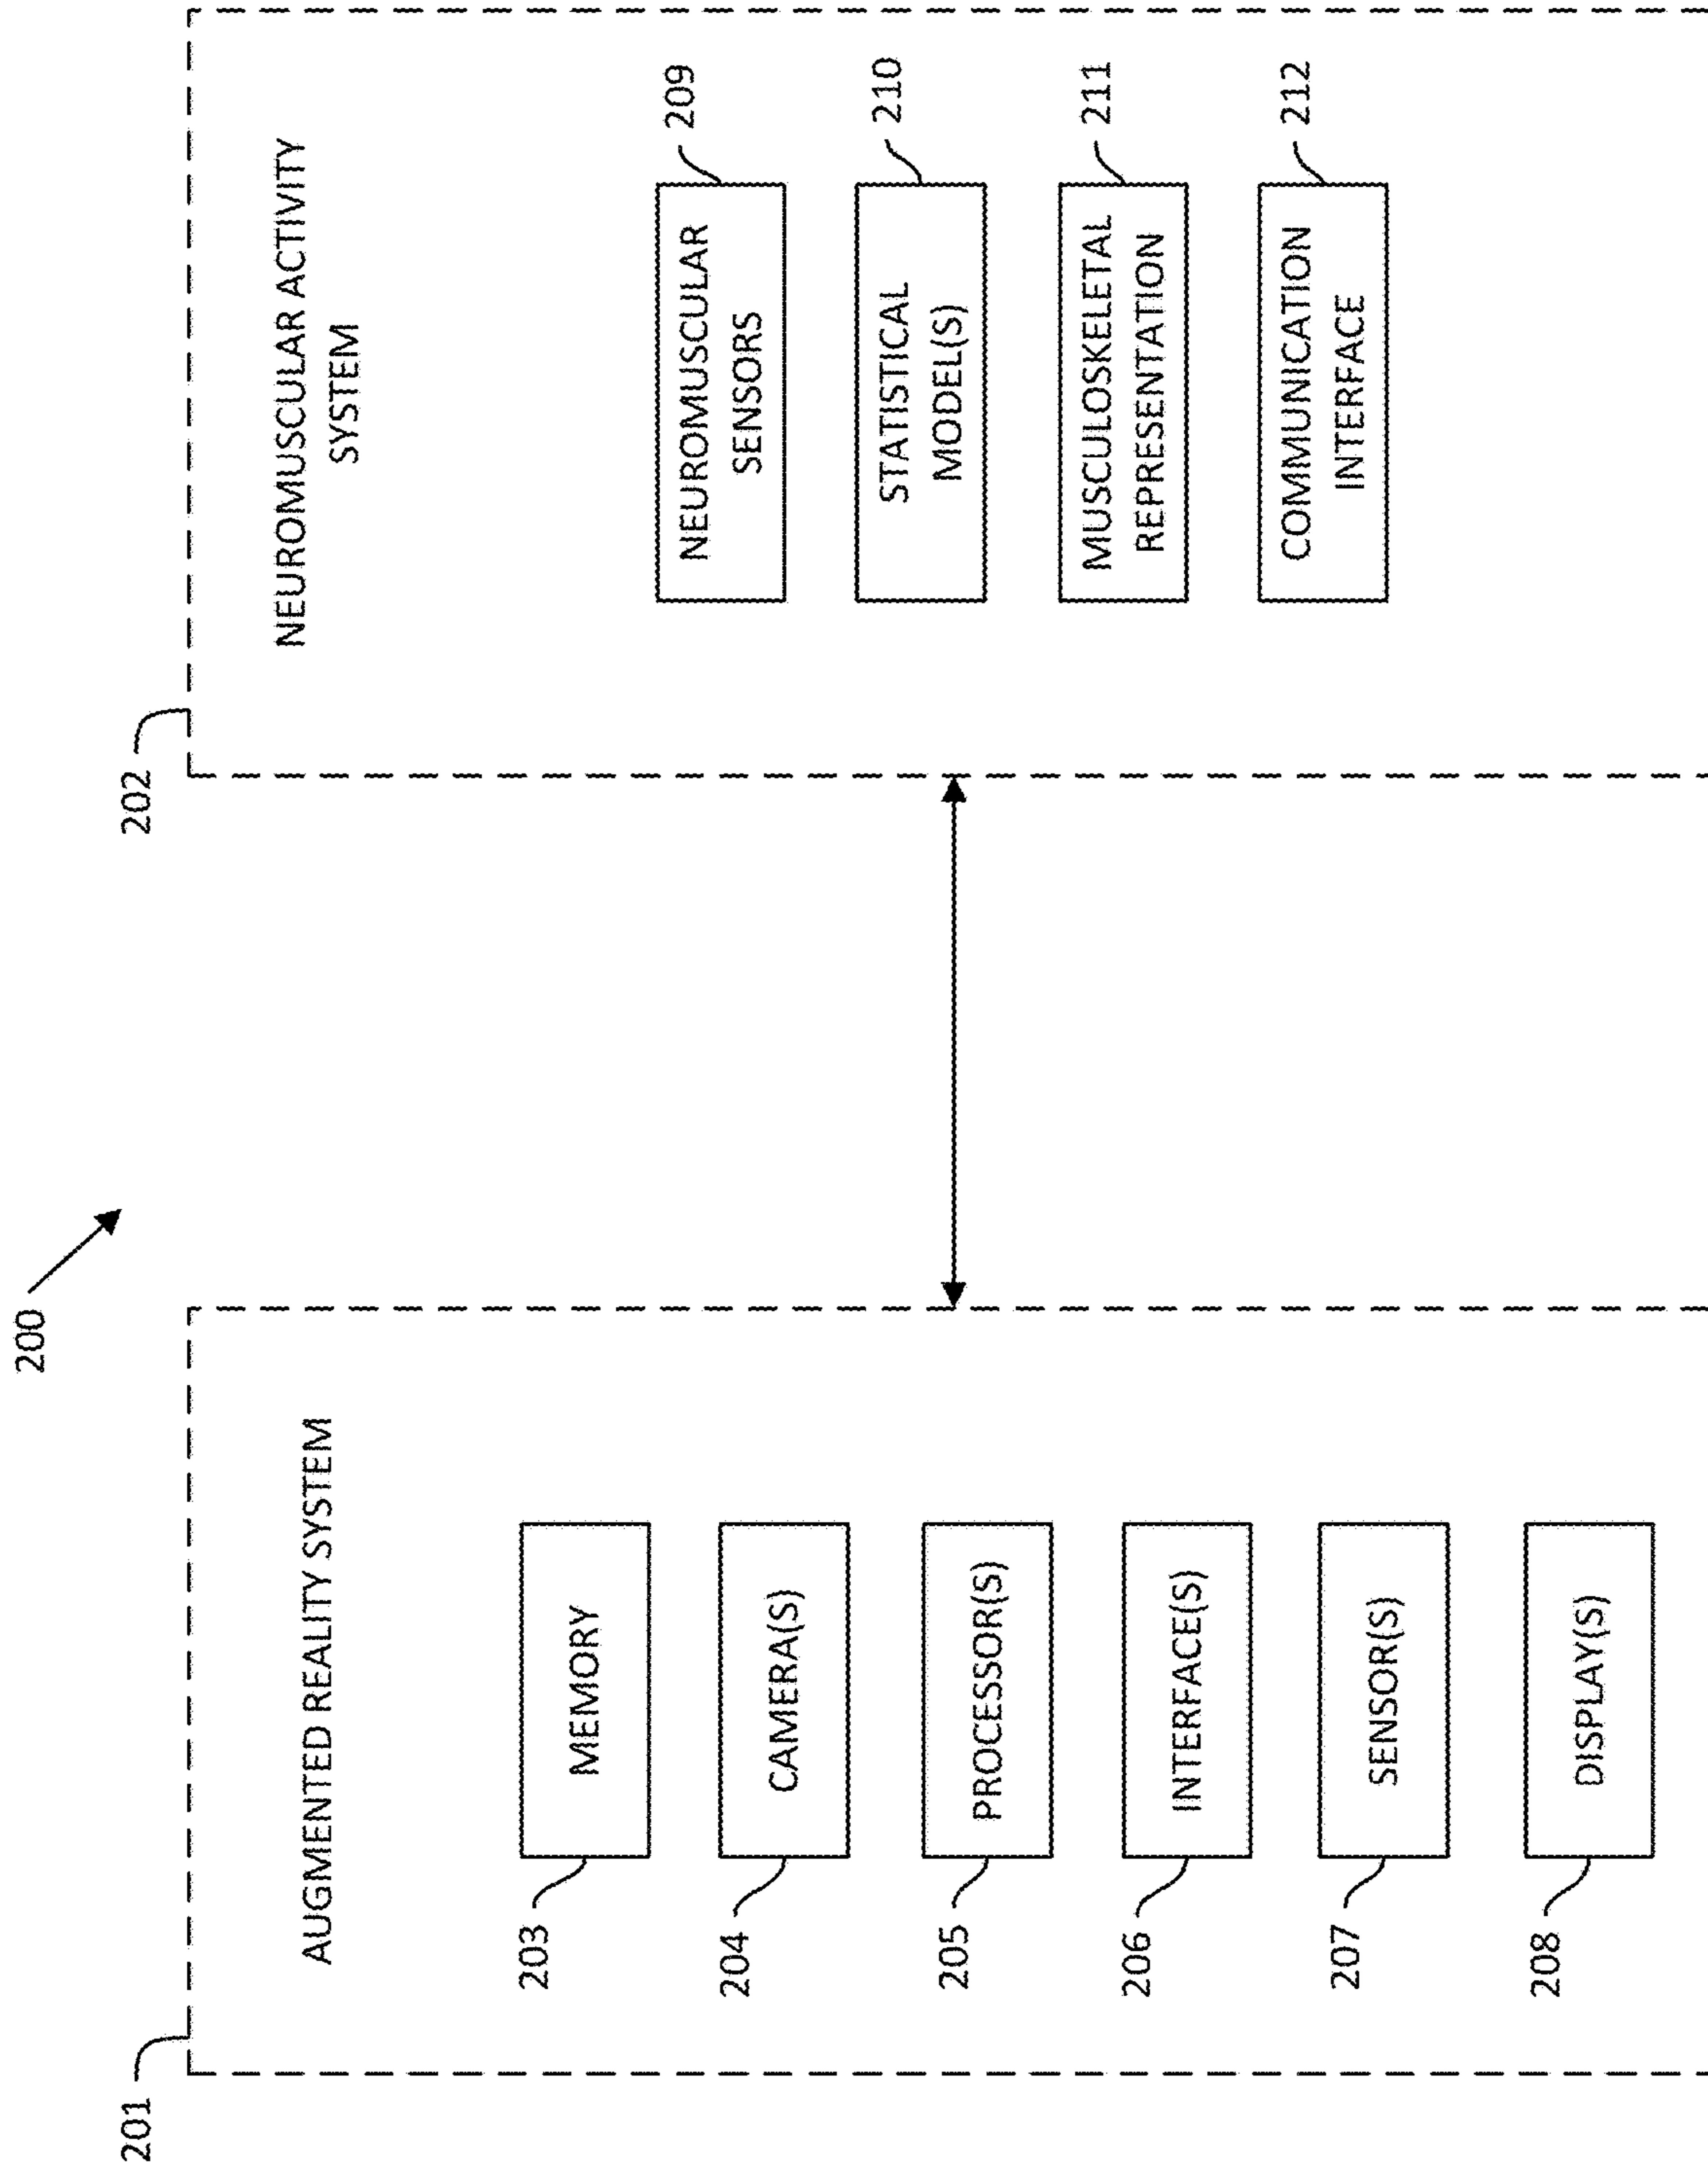 200
201
AUGMENTED REALITY SYSTEM
203
MEMORY
204
CAMERA(S)
205
PROCESSOR(S)
206
INTERFACE(S)
207
SENSOR(S)
208
DISPLAY(S)
202
NEUROMUSCULAR ACTIVITY
SYSTEM
NEUROMUSCULAR
SENSORS
209
STATISTICAL
MODEL(S)
210
MUSCULOSKELETAL
REPRESENTATION
211
COMMUNICATION
INTERFACE
212